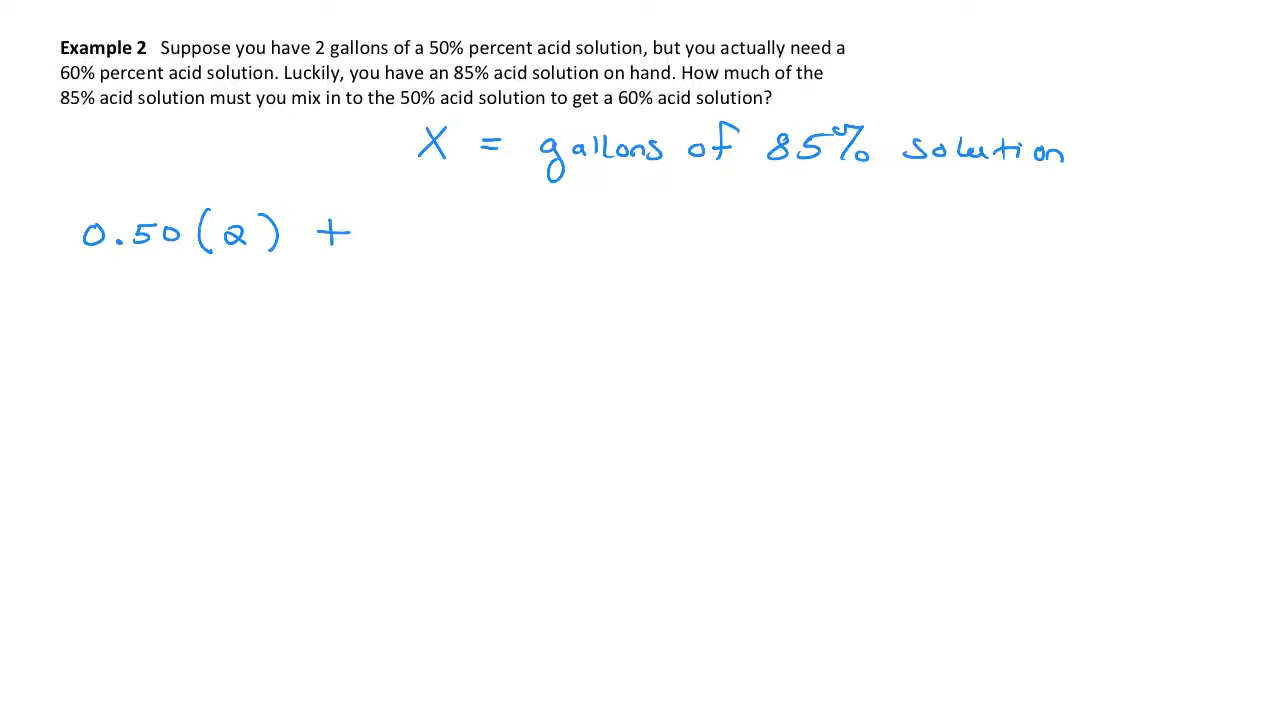 Example 2 Suppose you have 2 gallons of a 50% percent acid solution, but you actually need a
60% percent acid solution. Luckily, you have an 85% acid solution on hand. How much of the
85% acid solution must you mix in to the 50% acid solution to get a 60% acid solution?
X = gallons of 85% solution
0.50(2) +